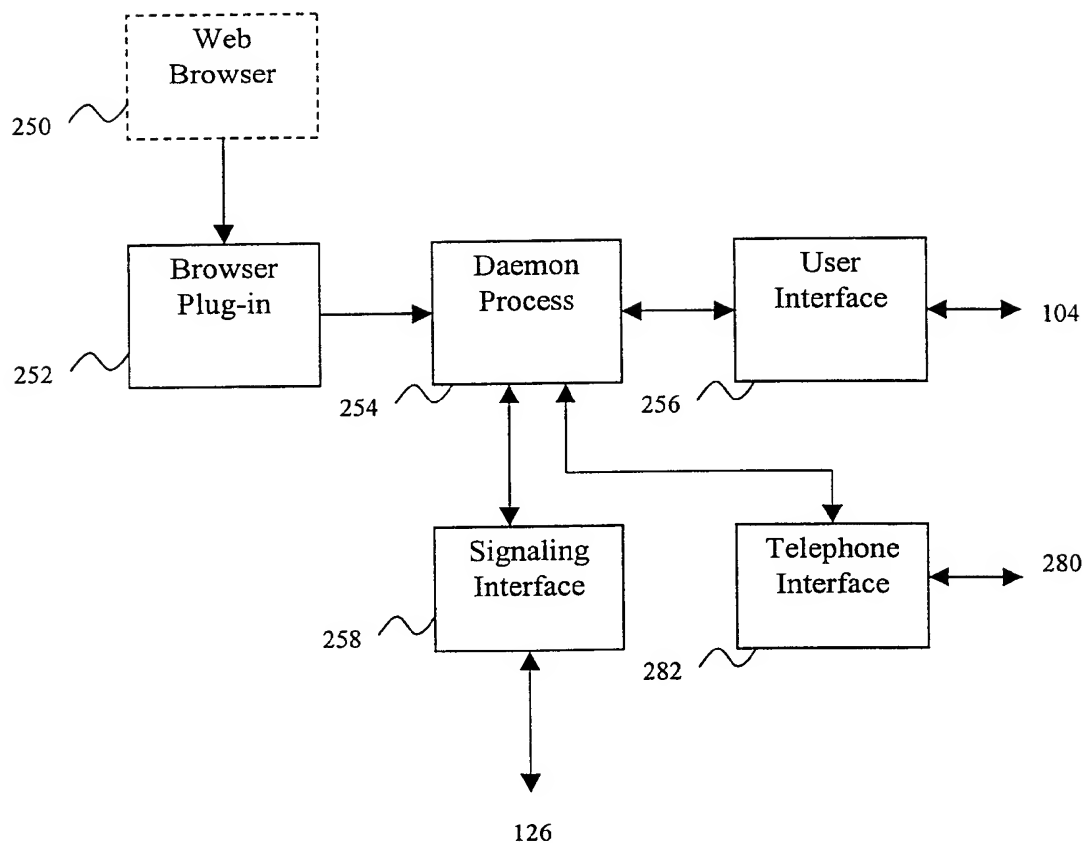 Web
Browser
250
Browser
Plug-in
252
Daemon
Process
254
User
Interface
256
104
Signaling
Interface
258
Telephone
Interface
282
280
126